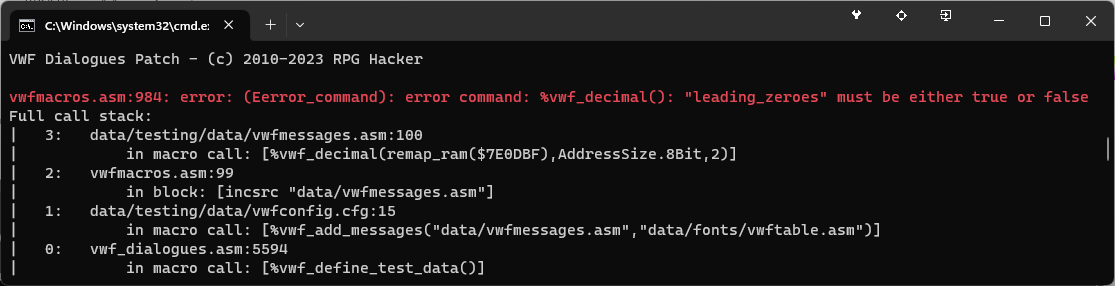 C:\Windows\system32\cmd.e:
VWF Dialogues Patch - (c) 2010-2023 RPG Hacker
vwfmacros.asm:984: error: (Eerror_command): error command: %vwf_decimal(): "leading_zeroes" must be either true or false
Full call stack:
|   3:   data/testing/data/vwfmessages.asm:100
|           in macro call: [%vwf_decimal(remap_ram($7E0DBF),AddressSize.8Bit,2)]
|   2:   vwfmacros.asm:99
|           in block: [incsrc "data/vwfmessages.asm"]
|   1:   data/testing/data/vwfconfig.cfg:15
|           in macro call: [%vwf_add_messages("data/vwfmessages.asm","data/fonts/vwftable.asm")]
|   0:   vwf_dialogues.asm:5594
|           in macro call: [%vwf_define_test_data()]